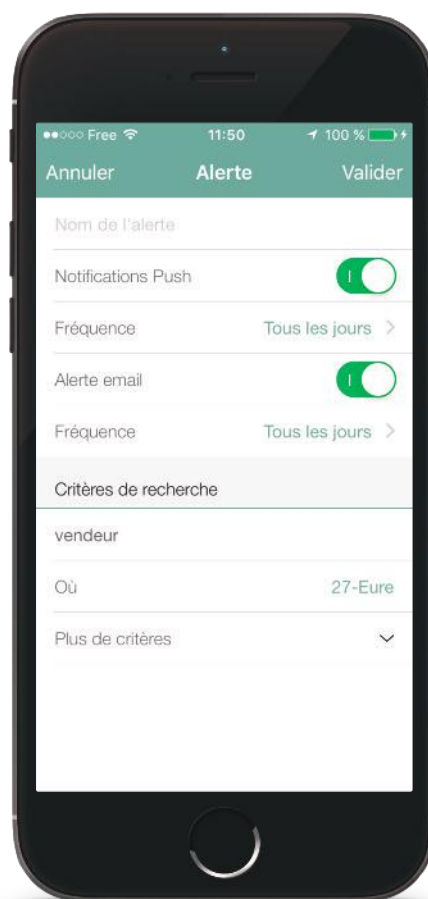 Free 11:50 100 %
Annuler Alerte Valider
Nom de l'alerte
Notifications Push
Fréquence Tous les jours
Alerte email
Fréquence Tous les jours
Critères de recherche
vendeur
Où 27-Eure
Plus de critères